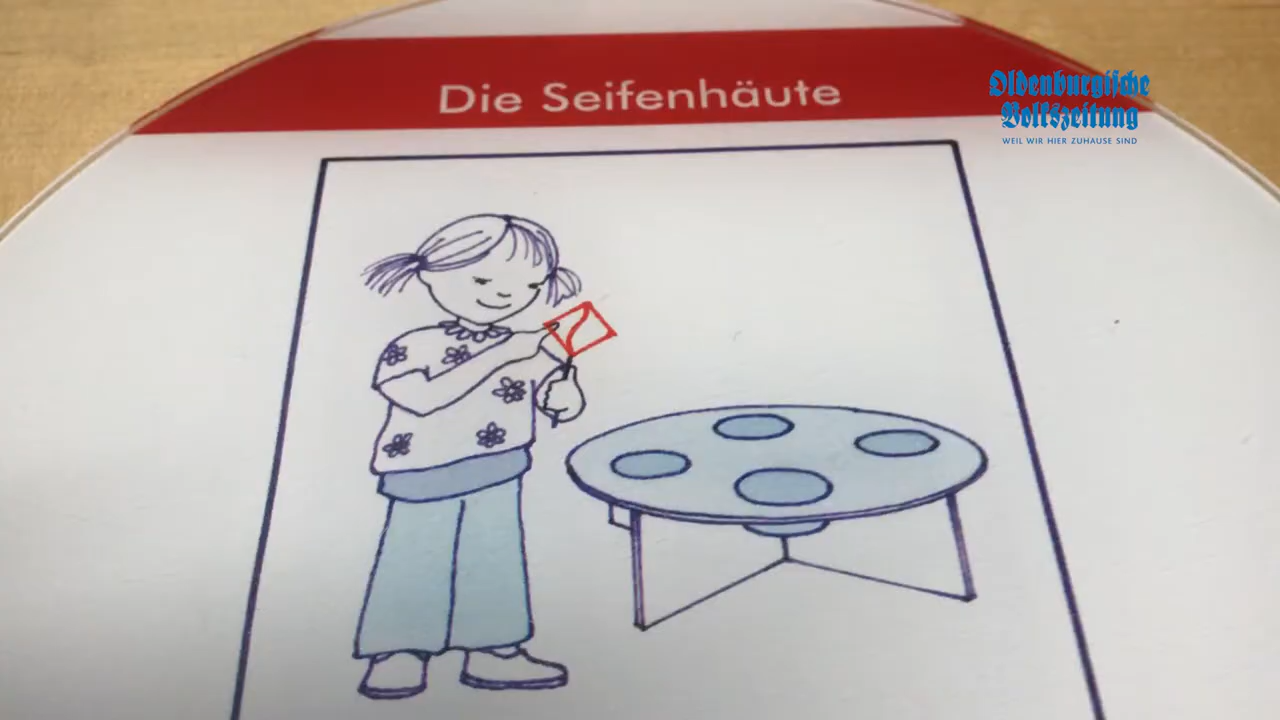 Die Seifenhäute
Oldenburgische
Volkszeitung
WEIL WIR HIER ZUHAUSE SIND